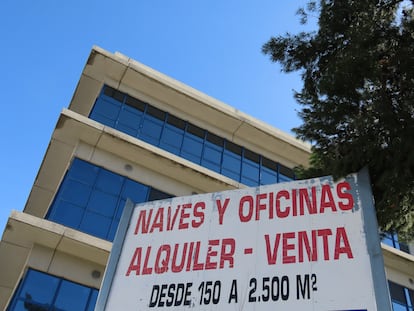 NAVES Y OFICINAS
ALQUILER - VENTA
DESDE 150 A 2.500 M²